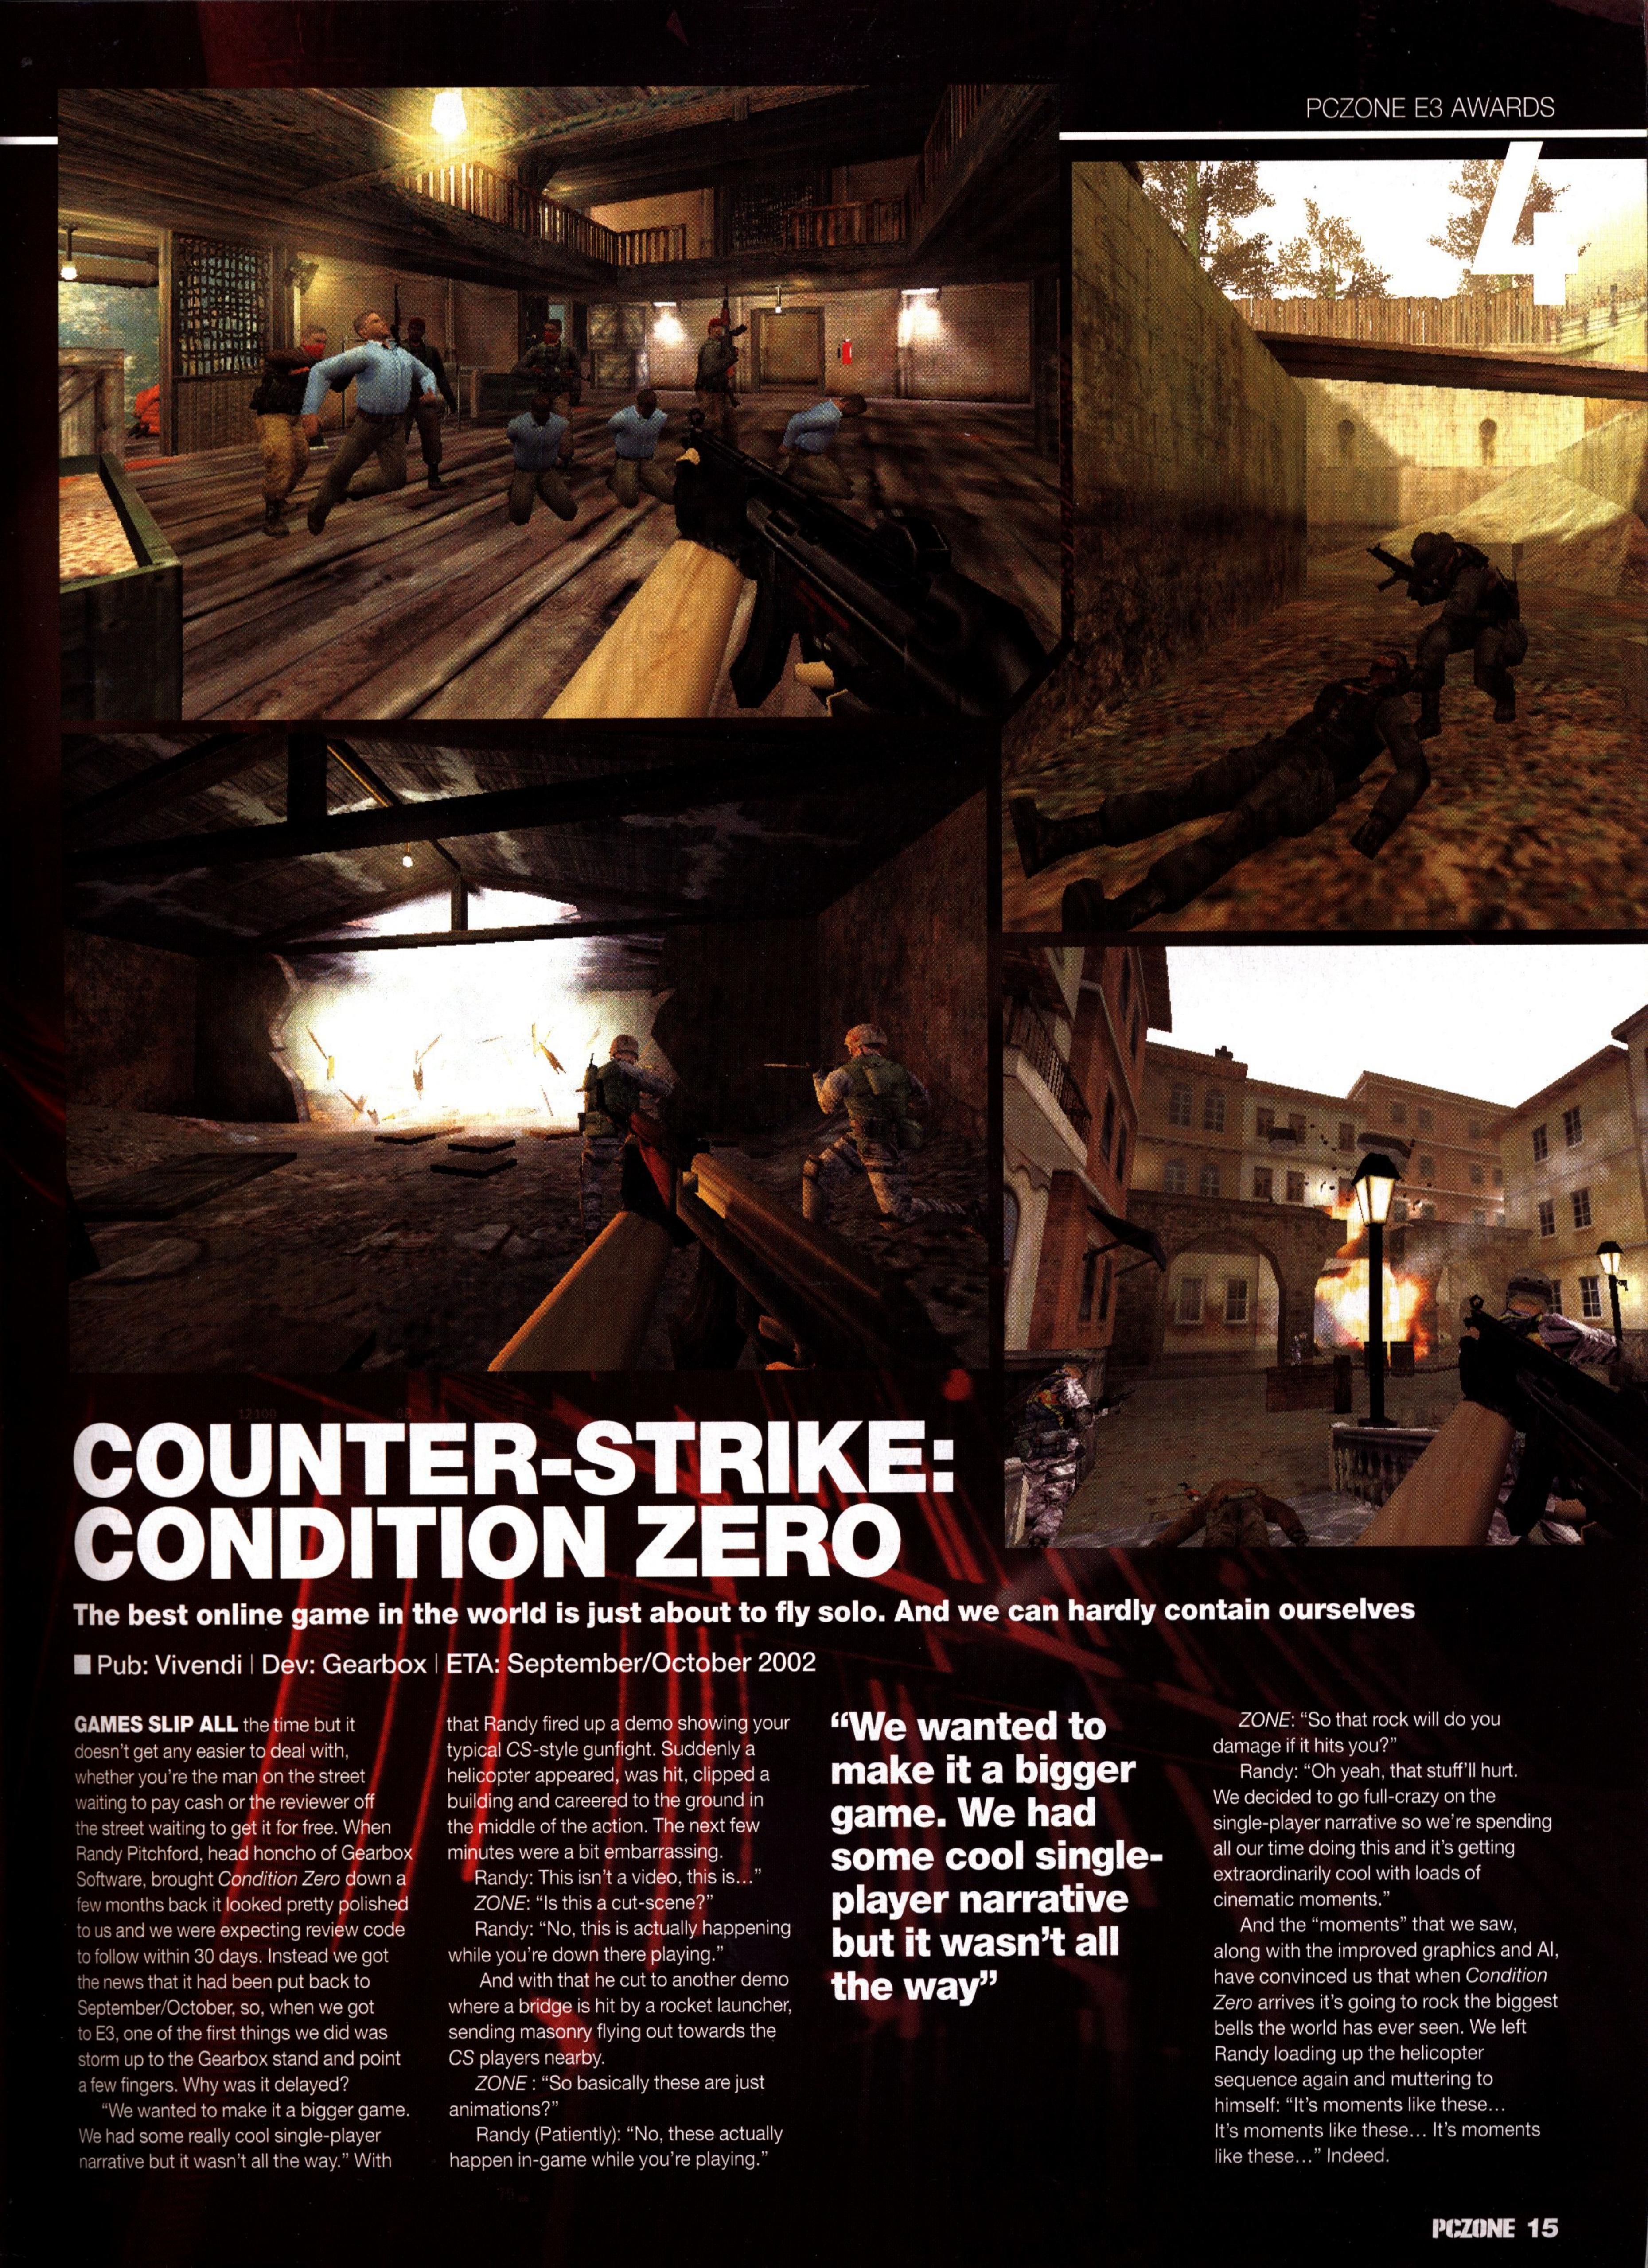 PCZONE E3 AWARDS
4
COUNTER-STRIKE:
CONDITION ZERO
The best online game in the world is just about to fly solo. And we can hardly contain ourselves
■ Pub: Vivendi | Dev: Gearbox | ETA: September/October 2002
GAMES SLIP ALL the time but it
doesn't get any easier to deal with,
whether you're the man on the street
waiting to pay cash or the reviewer off
the street waiting to get it for free. When
Randy Pitchford, head honcho of Gearbox
Software, brought Condition Zero down a
few months back it looked pretty polished
to us and we were expecting review code
to follow within 30 days. Instead we got
the news that it had been put back to
September/October, so, when we got
to E3, one of the first things we did was
storm up to the Gearbox stand and point
a few fingers. Why was it delayed?
"We wanted to make it a bigger game.
We had some really cool single-player
narrative but it wasn't all the way." With
that Randy fired up a demo showing your
typical CS-style gunfight. Suddenly a
helicopter appeared, was hit, clipped a
building and careered to the ground in
the middle of the action. The next few
minutes were a bit embarrassing.
Randy: This isn't a video, this is..."
ZONE: "Is this a cut-scene?"
Randy: "No, this is actually happening
while you're down there playing."
And with that he cut to another demo
where a bridge is hit by a rocket launcher,
sending masonry flying out towards the
CS players nearby.
ZONE : "So basically these are just
animations?"
Randy (Patiently): "No, these actually
happen in-game while you're playing."
"We wanted to
make it a bigger
game. We had
some cool single-
player narrative
but it wasn't all
the way"
ZONE: "So that rock will do you
damage if it hits you?"
Randy: "Oh yeah, that stuff'll hurt.
We decided to go full-crazy on the
single-player narrative so we're spending
all our time doing this and it's getting
extraordinarily cool with loads of
cinematic moments."
And the "moments" that we saw,
along with the improved graphics and AI,
have convinced us that when Condition
Zero arrives it's going to rock the biggest
bells the world has ever seen. We left
Randy loading up the helicopter
sequence again and muttering to
himself: "It's moments like these...
It's moments like these... It's moments
like these..." Indeed.
PCZONE 15